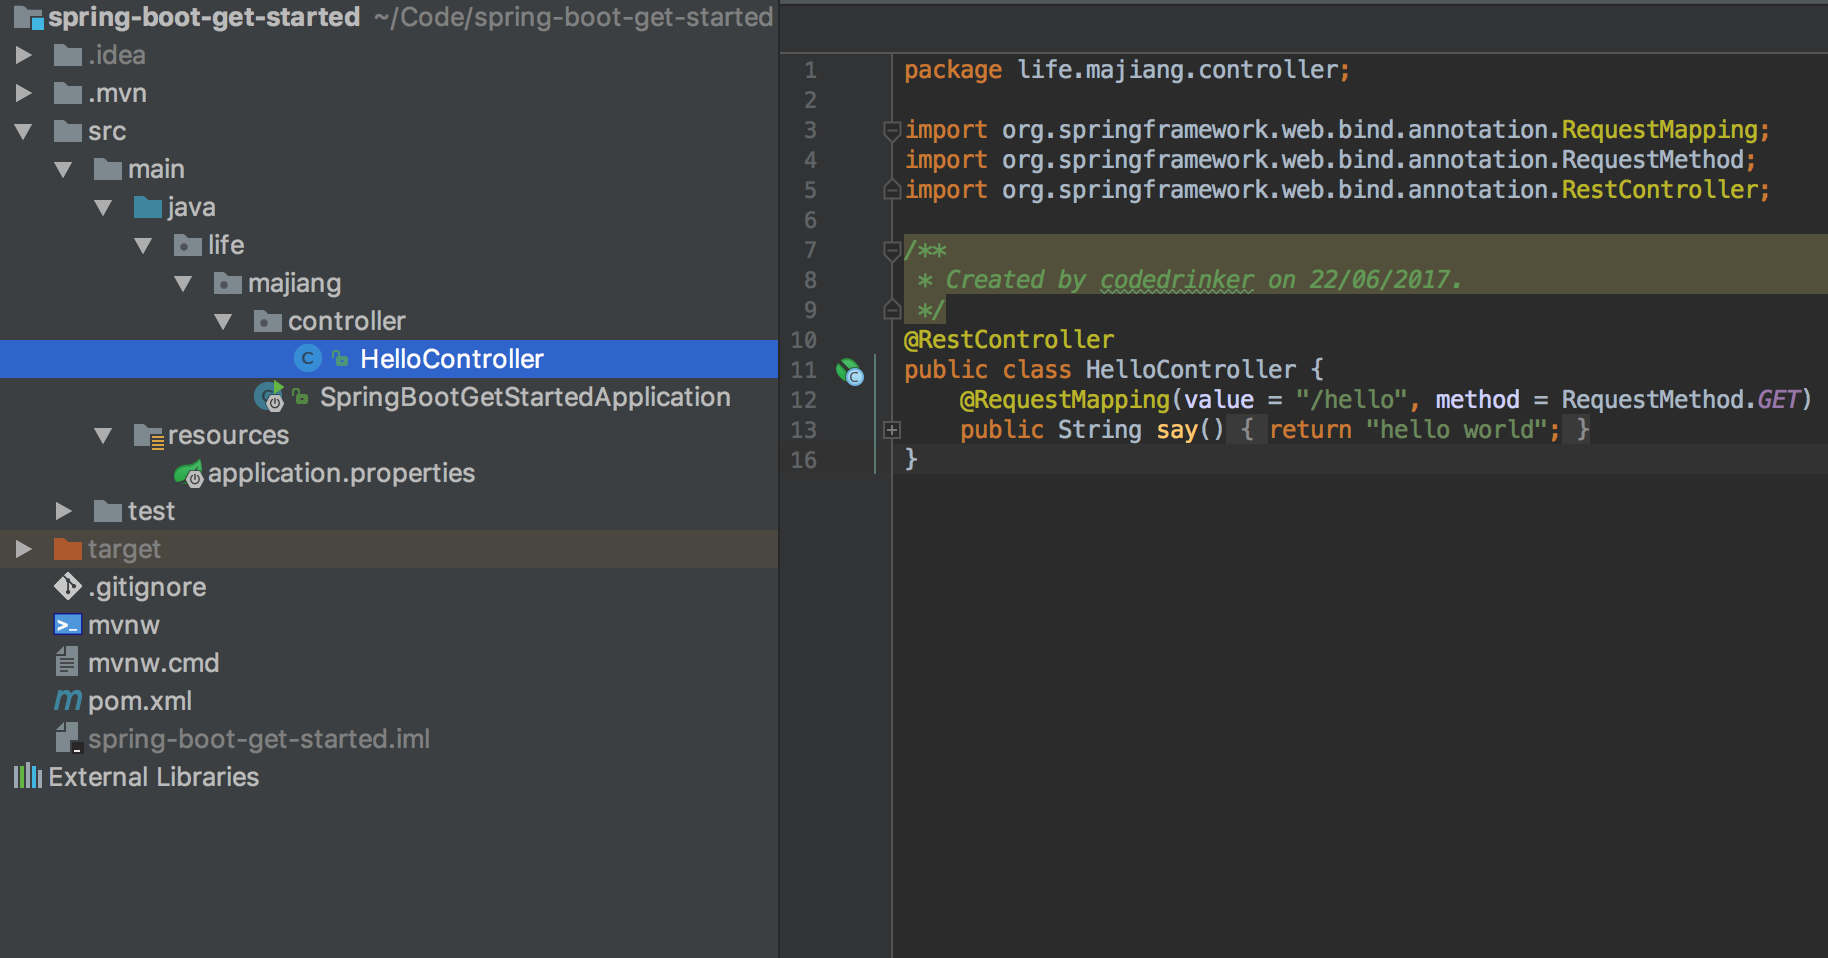 spring-boot-get-started ~/Code/spring-boot-get-started
.idea
.mvn
src
main
java
life
majiang
controller
HelloController
SpringBootGetStartedApplication
resources
application.properties
test
target
.gitignore
mvnw
mvnw.cmd
pom.xml
spring-boot-get-started.iml
External Libraries
1 package life.majiang.controller;
2
3 import org.springframework.web.bind.annotation.RequestMapping;
4 import org.springframework.web.bind.annotation.RequestMethod;
5 import org.springframework.web.bind.annotation.RestController;
6
7 /**
8 * Created by codedrinker on 22/06/2017.
9 */
10 @RestController
11 public class HelloController {
12 @RequestMapping(value = "/hello", method = RequestMethod.GET)
13 public String say() { return "hello world"; }
16 }